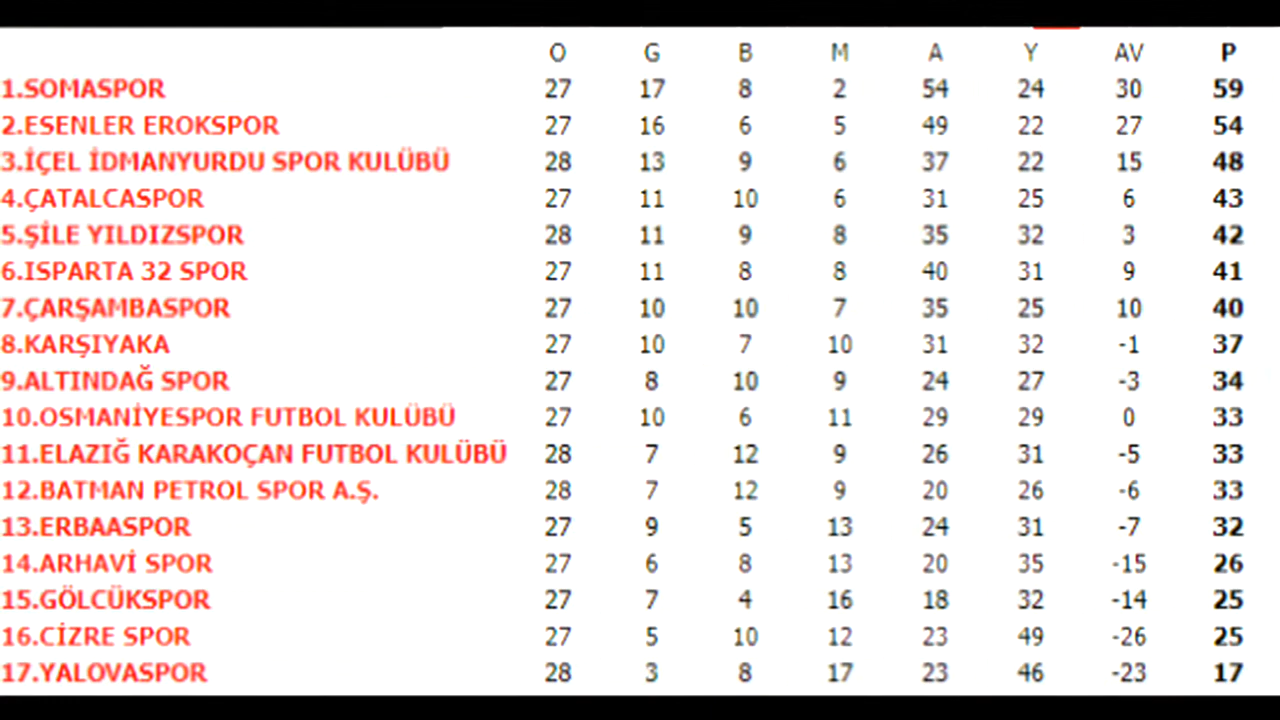 O G B M A Y AV P
1.SOMASPOR 27 17 8 2 54 24 30 59
2.ESENLER EROKSPOR 27 16 6 5 49 22 27 54
3.İÇEL İDMANYURDU SPOR KULÜBÜ 28 13 9 6 37 22 15 48
4.ÇATALCASPOR 27 11 10 6 31 25 6 43
5.ŞİLE YILDIZSPOR 28 11 9 8 35 32 3 42
6.ISPARTA 32 SPOR 27 11 8 8 40 31 9 41
7.ÇARŞAMBASPOR 27 10 10 7 35 25 10 40
8.KARŞIYAKA 27 10 7 10 31 32 -1 37
9.ALTINDAĞ SPOR 27 8 10 9 24 27 -3 34
10.OSMANİYESPOR FUTBOL KULÜBÜ 27 10 6 11 29 29 0 33
11.ELAZIĞ KARAKOÇAN FUTBOL KULÜBÜ 28 7 12 9 26 31 -5 33
12.BATMAN PETROL SPOR A.Ş. 28 7 12 9 20 26 -6 33
13.ERBAASPOR 27 9 5 13 24 31 -7 32
14.ARHAVİ SPOR 27 6 8 13 20 35 -15 26
15.GÖLCÜKSPOR 27 7 4 16 18 32 -14 25
16.CİZRE SPOR 27 5 10 12 23 49 -26 25
17.YALOVASPOR 28 3 8 17 23 46 -23 17